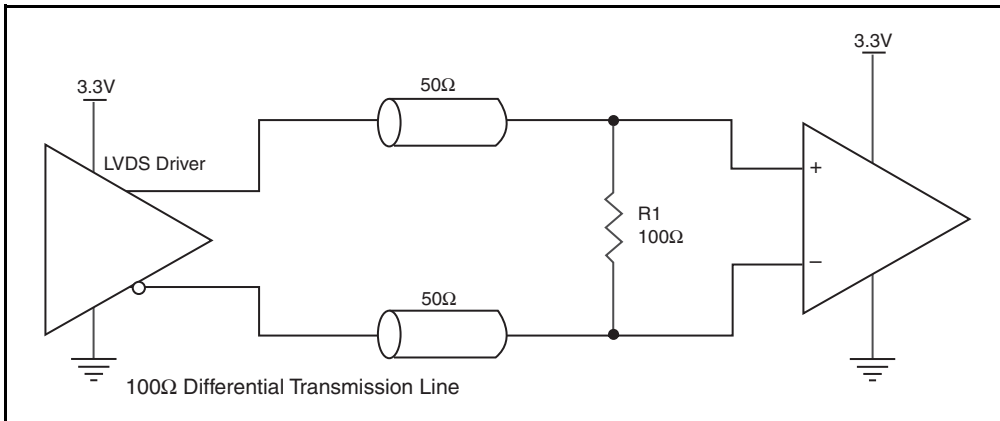 3.3V
3.3V
50Ω
LVDS Driver
+
R1
100Ω
−
50Ω
100Ω Differential Transmission Line